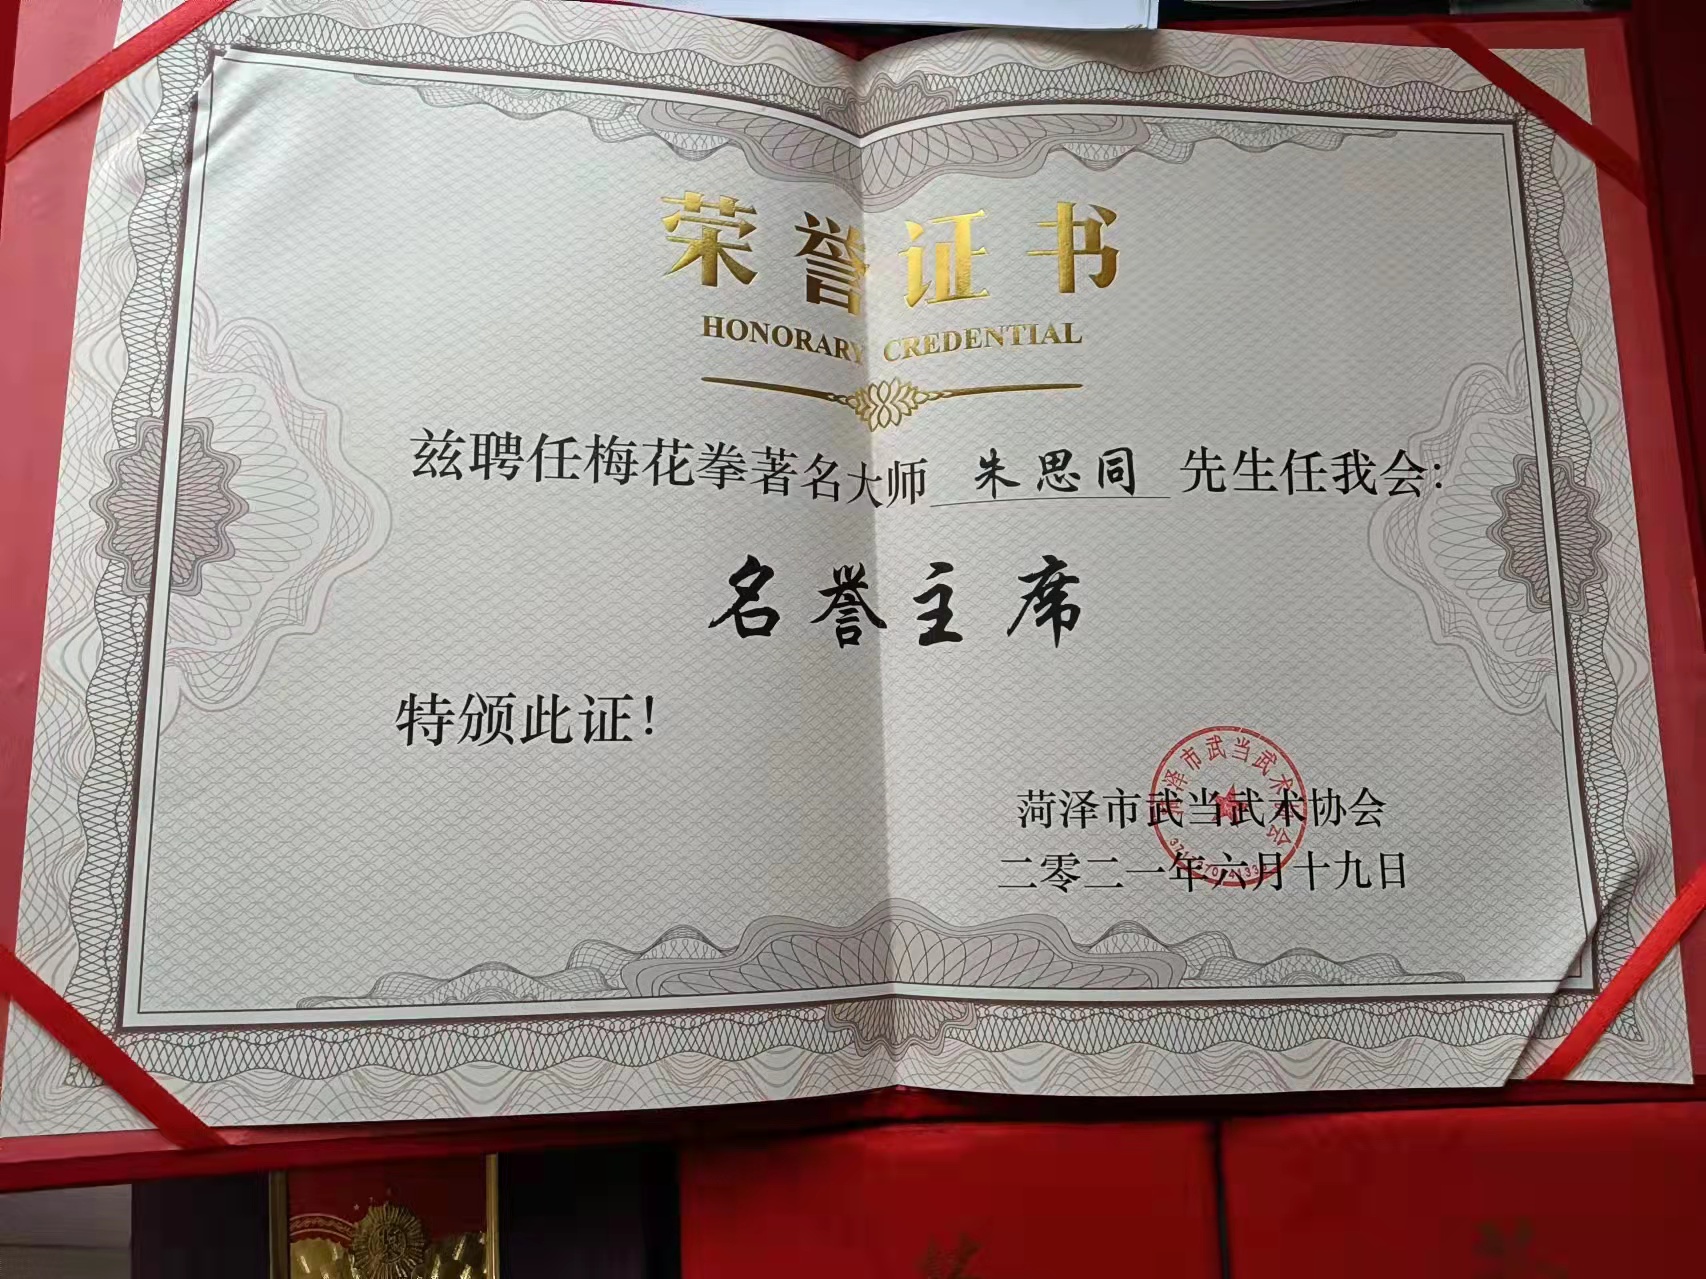 荣誉证书
HONORARY CREDENTIAL
兹聘任梅花拳著名大师 朱思同 先生任我会：
名誉主席
特颁此证！
菏泽市武当武术协会
二零二一年六月十九日